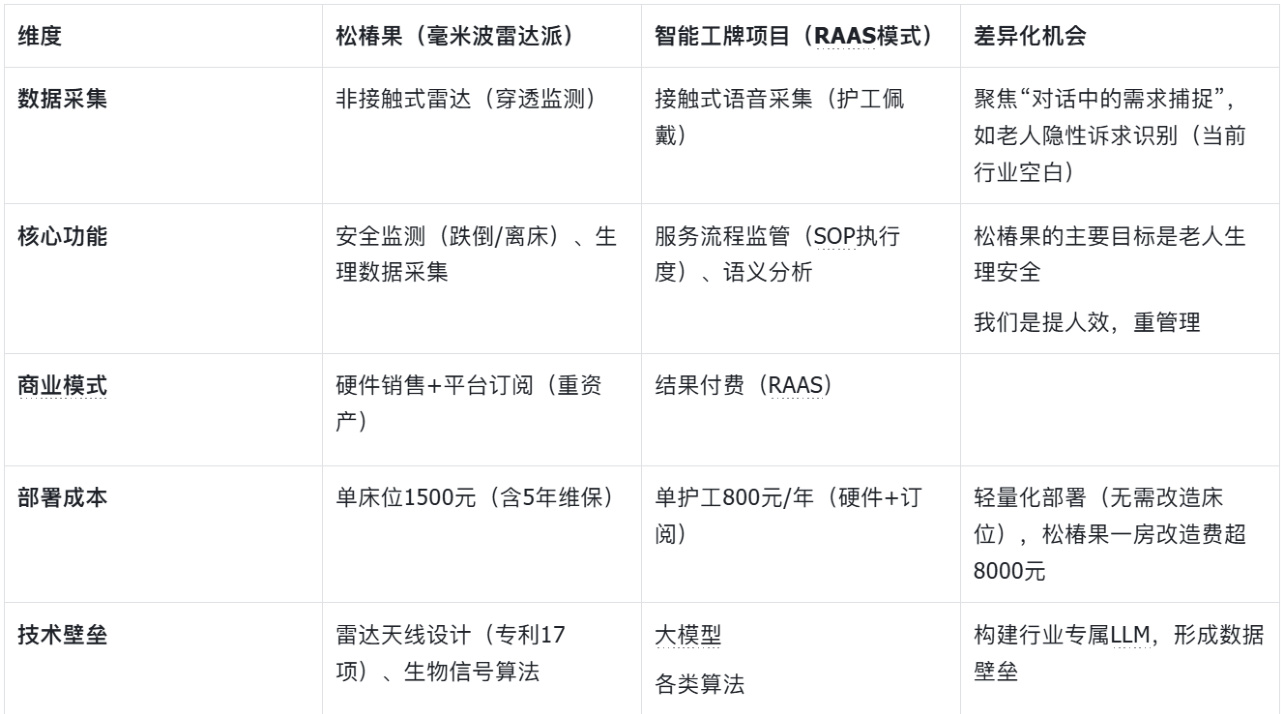 维度
松椿果（毫米波雷达派）
智能工牌项目（RAAS模式）
差异化机会
数据采集
非接触式雷达（穿透监测）
接触式语音采集（护工佩
戴）
聚焦“对话中的需求捕捉”，
如老人隐性诉求识别（当前
行业空白）
核心功能
安全监测（跌倒/离床）、生
理数据采集
服务流程监管（SOP执行
度）、语义分析
松椿果的主要目标是老人生
理安全
我们是提人效，重管理
商业模式
硬件销售+平台订阅（重资
产）
结果付费（RAAS）
部署成本
单床位1500元（含5年维保）
单护工800元/年（硬件+订
阅）
轻量化部署（无需改造床
位），松椿果一房改造费超
8000元
技术壁垒
雷达天线设计（专利17
项）、生物信号算法
大模型
各类算法
构建行业专属LLM，形成数据
壁垒